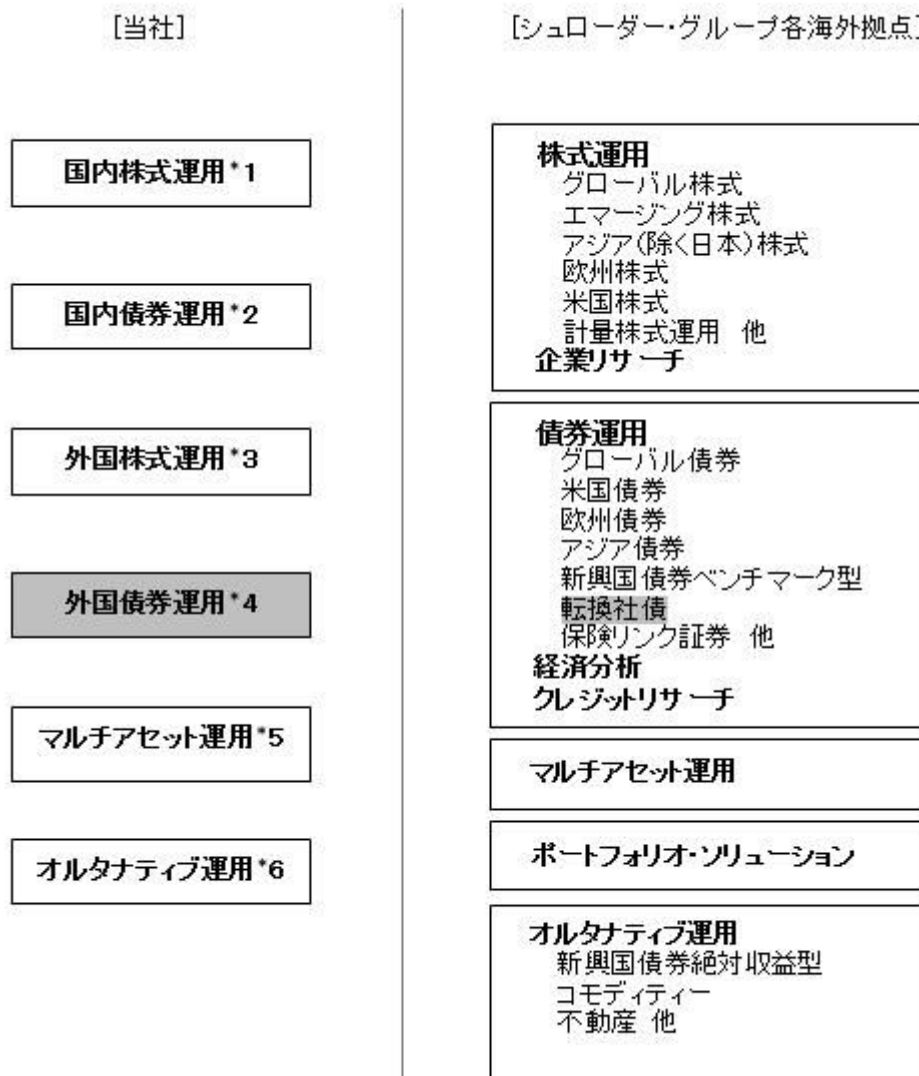 [当社]
[シュローダー・グループ各海外拠点]
国内株式運用*1
国内債券運用*2
外国株式運用*3
外国債券運用*4
マルチアセット運用*5
オルタナティブ運用*6
株式運用
グローバル株式
エマージング株式
アジア(除く日本)株式
欧州株式
米国株式
計量株式運用 他
企業リサーチ
債券運用
グローバル債券
米国債券
欧州債券
アジア債券
新興国債券ベンチマーク型
転換社債
保険リンク証券 他
経済分析
クレジットリサーチ
マルチアセット運用
ポートフォリオ・ソリューション
オルタナティブ運用
新興国債券絶対収益型
コモディティー
不動産 他